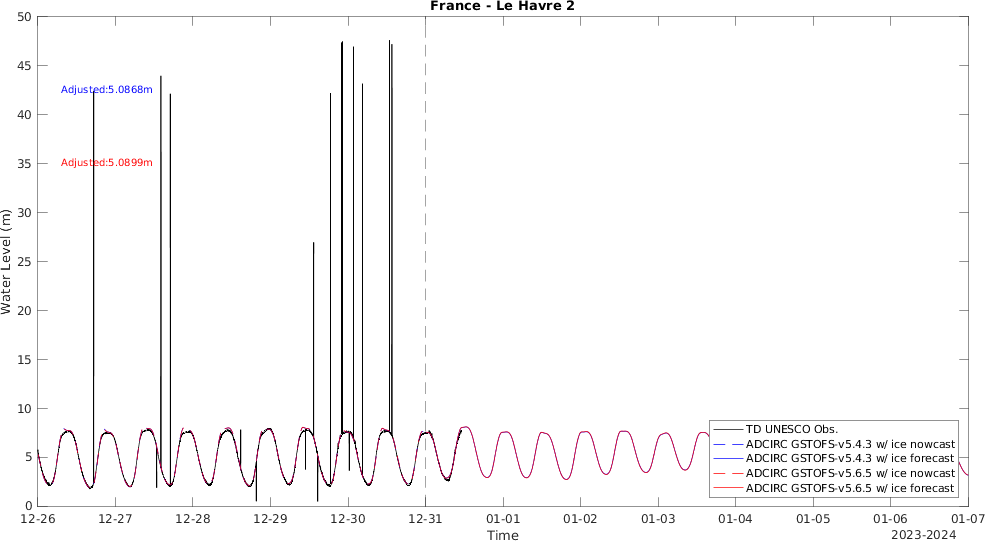 France - Le Havre 2
50
45
40
35
30
25
20
15
10
5
0
Water Level (m)
Adjusted:5.0868m
Adjusted:5.0899m
TD UNESCO Obs.
ADCIRC GSTOFS-v5.4.3 w/ ice nowcast
ADCIRC GSTOFS-v5.4.3 w/ ice forecast
ADCIRC GSTOFS-v5.6.5 w/ ice nowcast
ADCIRC GSTOFS-v5.6.5 w/ ice forecast
12-26 12-27 12-28 12-29 12-30 12-31 01-01 01-02 01-03 01-04 01-05 01-06 01-07
Time
2023-2024